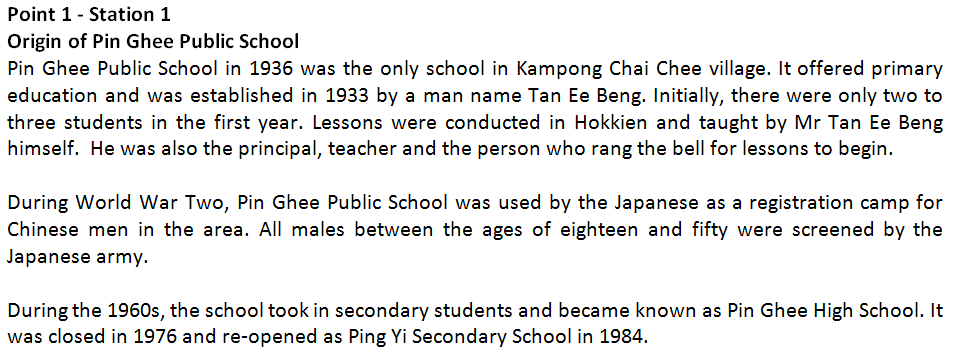 Point 1 - Station 1
Origin of Pin Ghee Public School
Pin Ghee Public School in 1936 was the only school in Kampong Chai Chee village. It offered primary
education and was established in 1933 by a man name Tan Ee Beng. Initially, there were only two to
three students in the first year. Lessons were conducted in Hokkien and taught by Mr Tan Ee Beng
himself.  He was also the principal, teacher and the person who rang the bell for lessons to begin.

During World War Two, Pin Ghee Public School was used by the Japanese as a registration camp for
Chinese men in the area. All males between the ages of eighteen and fifty were screened by the
Japanese army.

During the 1960s, the school took in secondary students and became known as Pin Ghee High School. It
was closed in 1976 and re-opened as Ping Yi Secondary School in 1984.